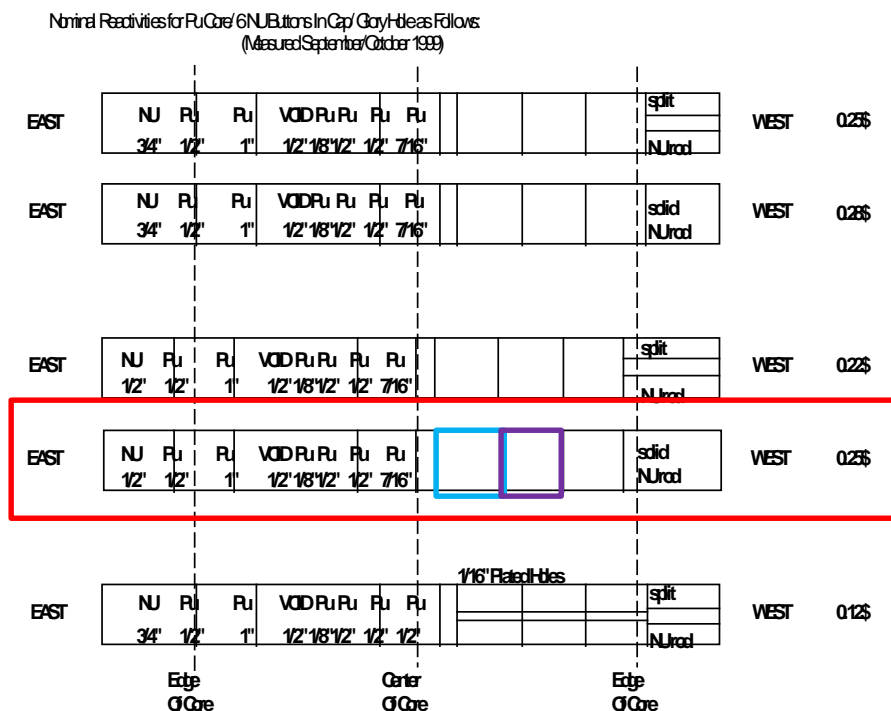 Nominal Reactivities for Pu Core/ 6 NU Buttons In Cap/ Glory Hole as Follows:
(Measured September/October 1999)
EAST NU Pu Pu VOID Pu Pu Pu Pu split WEST 0.25$
3/4" 1/2" 1" 1/2" 1/8" 1/2" 1/2" 7/16" NU rod
EAST NU Pu Pu VOID Pu Pu Pu Pu solid WEST 0.28$
3/4" 1/2" 1" 1/2" 1/8" 1/2" 1/2" 7/16" NU rod
EAST NU Pu Pu VOID Pu Pu Pu Pu split WEST 0.22$
1/2" 1/2" 1" 1/2" 1/8" 1/2" 1/2" 7/16" NU rod
EAST NU Pu Pu VOID Pu Pu Pu Pu solid WEST 0.25$
1/2" 1/2" 1" 1/2" 1/8" 1/2" 1/2" 7/16" NU rod
1/16" Plated Holes
EAST NU Pu Pu VOID Pu Pu Pu Pu split WEST 0.12$
3/4" 1/2" 1" 1/2" 1/8" 1/2" 1/2" 1/2" NU rod
Edge Center Edge
Of Core Of Core Of Core